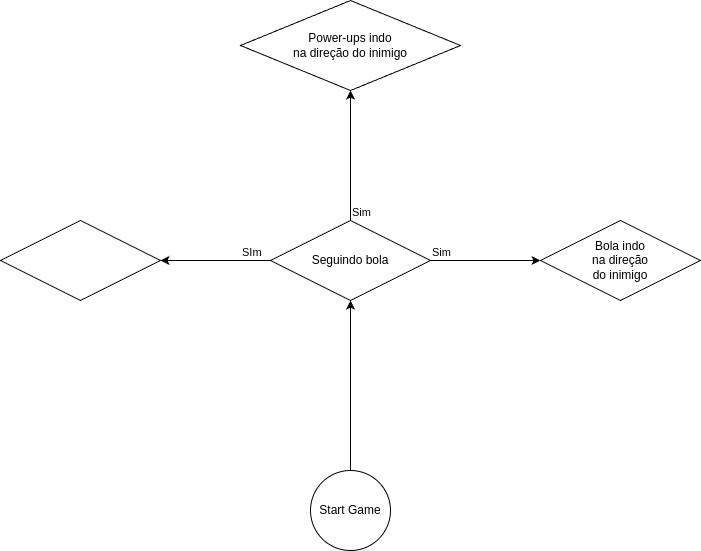 Power-ups indo
na direção do inimigo
Sim
SIm
Seguindo bola
Sim
Bola indo
na direção
do inimigo
Start Game